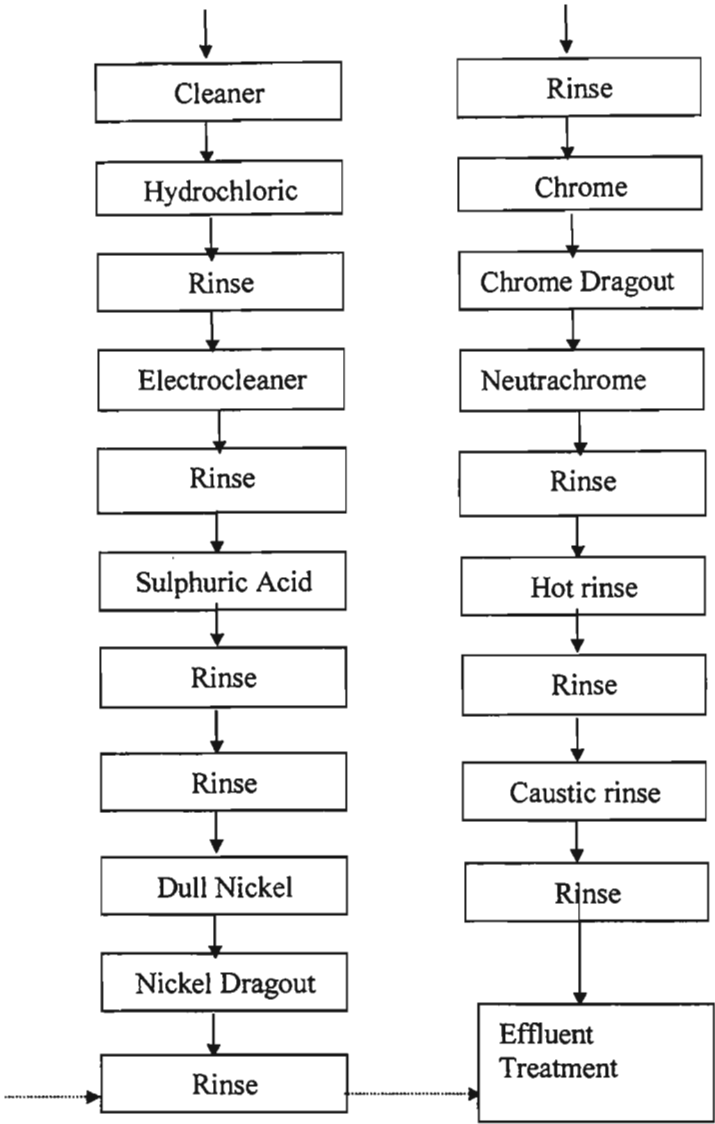 Cleaner
Hydrochloric
Rinse
Electrocleaner
Rinse
Sulphuric Acid
Rinse
Rinse
Dull Nickel
Nickel Dragout
Rinse
Rinse
Chrome
Chrome Dragout
Neutrachrome
Rinse
Hot rinse
Rinse
Caustic rinse
Rinse
Effluent
Treatment